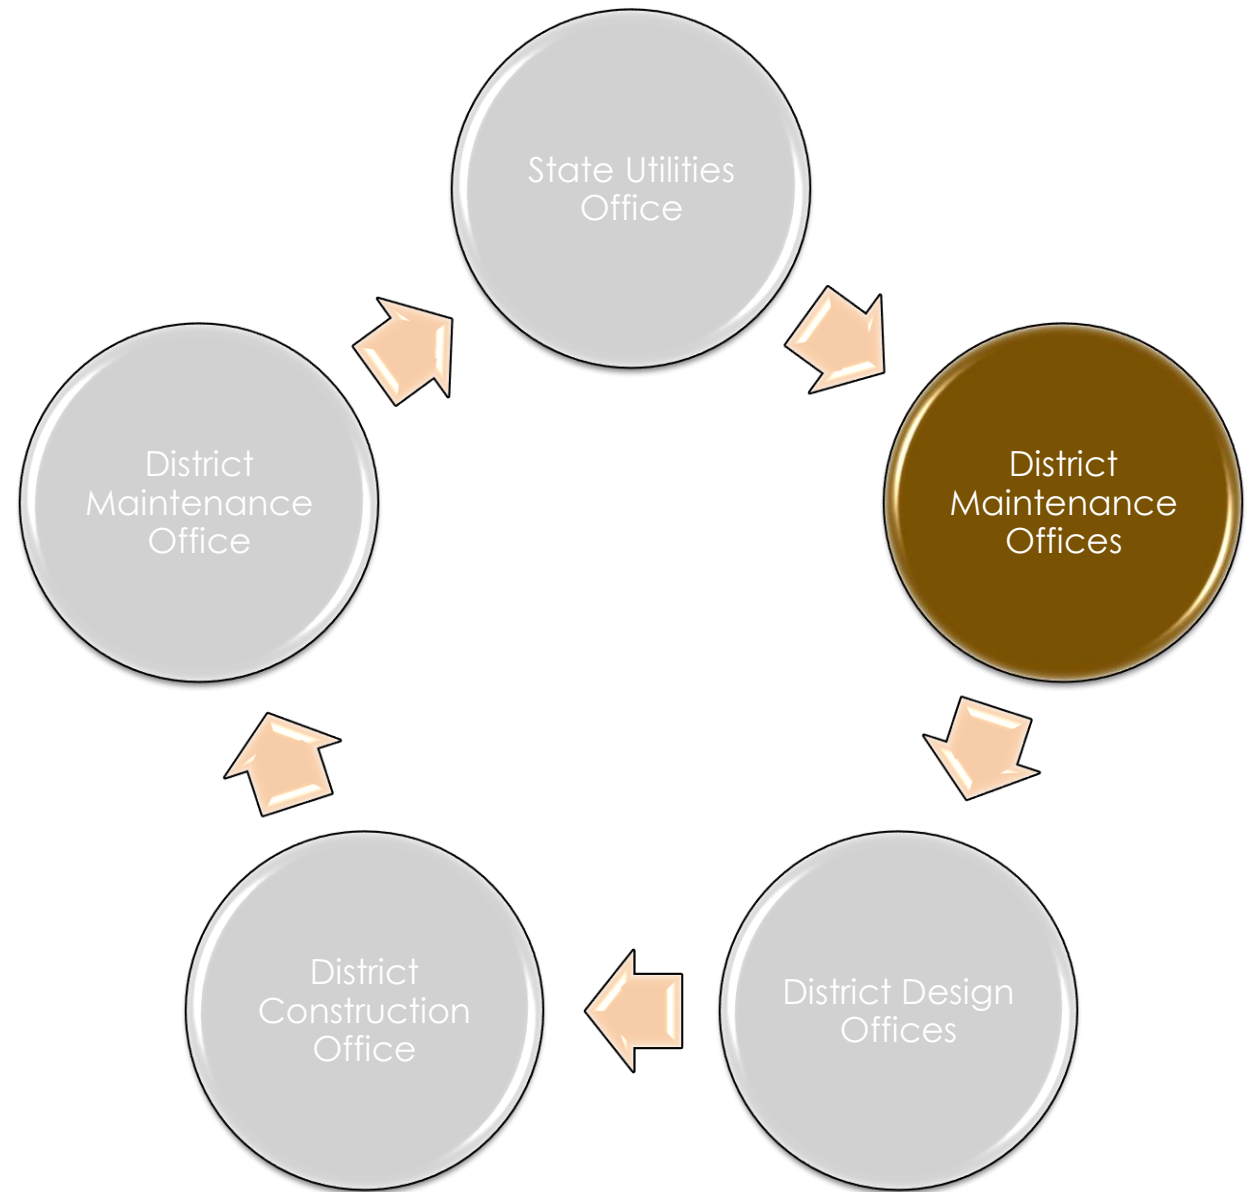 State Utilities
Office
District
Maintenance
Offices
District Design
Offices
District
Construction
Office
District
Maintenance
Office